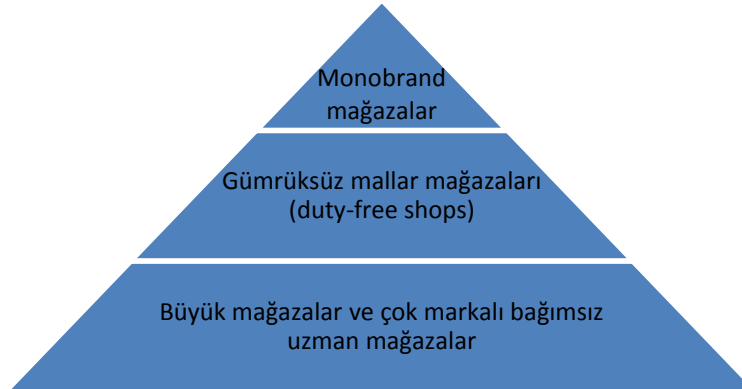 Monobrand
mağazalar
Gümrüksüz mallar mağazaları
(duty-free shops)
Büyük mağazalar ve çok markalı bağımsız
uzman mağazalar